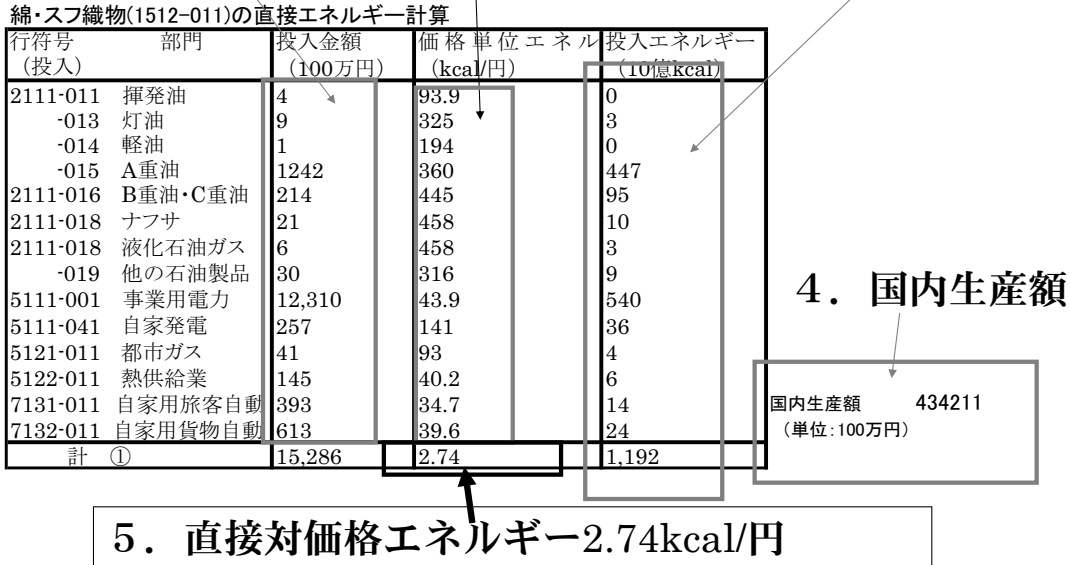 綿・スフ織物(1512-011)の直接エネルギー計算
行符号 部門 投入金額 価格単位エネル 投入エネルギー
(投入) (100万円) (kcal/円) (10億kcal)
2111-011 揮発油 4 93.9 0
-013 灯油 9 325 3
-014 軽油 1 194 0
-015 A重油 1242 360 447
2111-016 B重油・C重油 214 445 95
2111-018 ナフサ 21 458 10
2111-018 液化石油ガス 6 458 3
-019 他の石油製品 30 316 9
5111-001 事業用電力 12,310 43.9 540
5111-041 自家発電 257 141 36
5121-011 都市ガス 41 93 4
5122-011 熱供給業 145 40.2 6
7131-011 自家用旅客自動 393 34.7 14
7132-011 自家用貨物自動 613 39.6 24
計 ① 15,286 2.74 1,192
4．国内生産額
国内生産額 434211
(単位:100万円)
5．直接対価格エネルギー2.74kcal/円